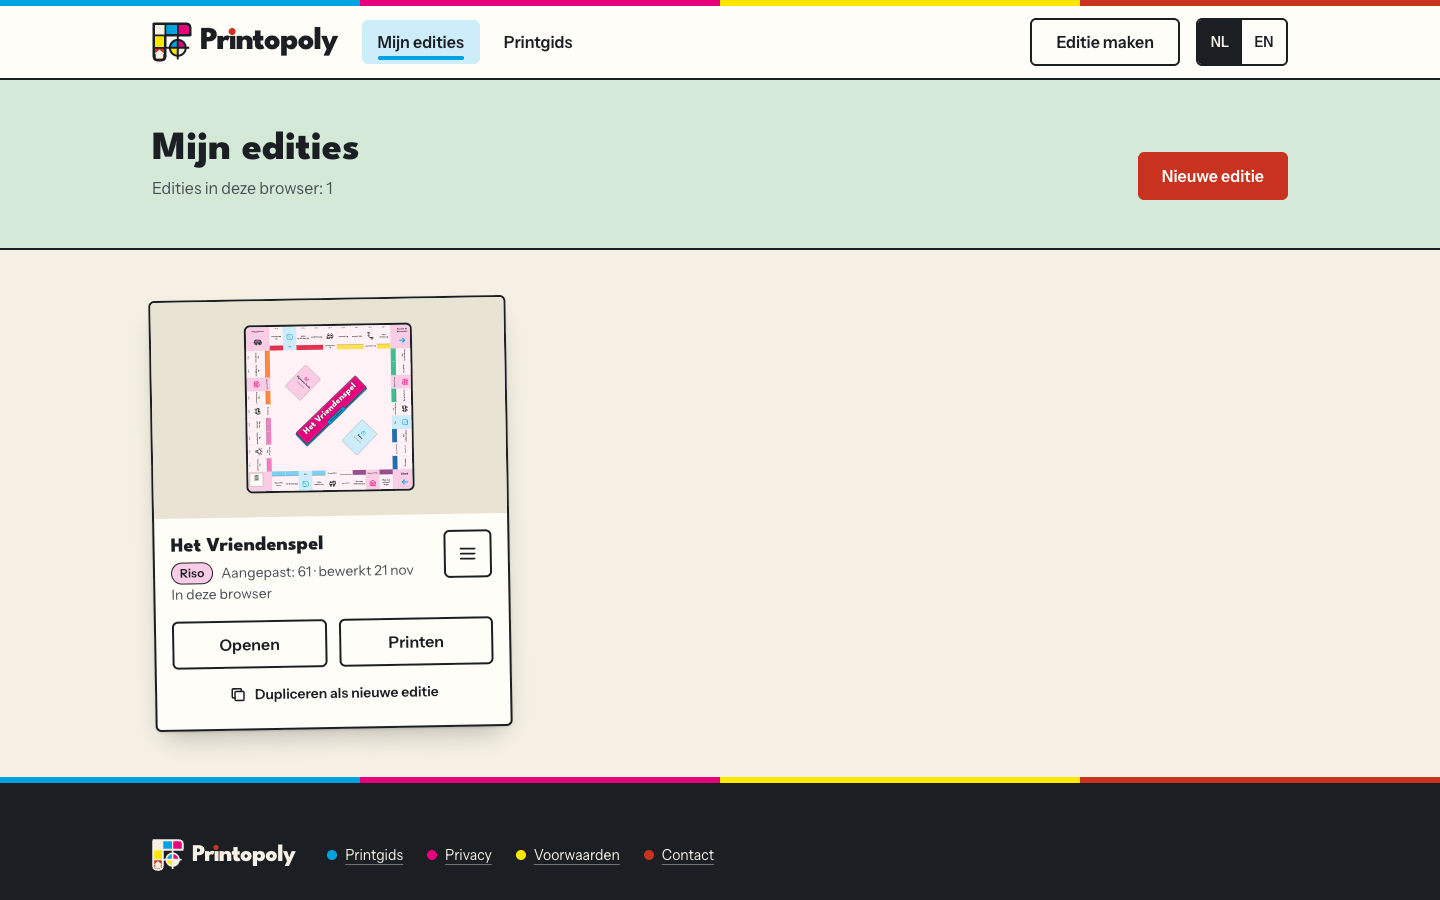 Printopoly
Mijn edities
Printgids
Editie maken
NL
EN
Mijn edities
Edities in deze browser: 1
Nieuwe editie
Het Vriendenspel
Het Vriendenspel
Riso
Aangepast: 61 · bewerkt 21 nov
In deze browser
Openen
Printen
Dupliceren als nieuwe editie
Printopoly
Printgids
Privacy
Voorwaarden
Contact